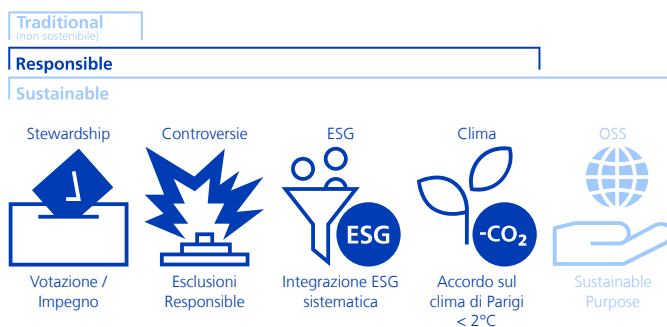 Traditional
(non sostenibile)
Responsible
Sustainable
Stewardship
Controversie
ESG
Clima
OSS
ESG
-CO₂
Votazione /
Impegno
Esclusioni
Responsible
Integrazione ESG
sistematica
Accordo sul
clima di Parigi
< 2°C
Sustainable
Purpose